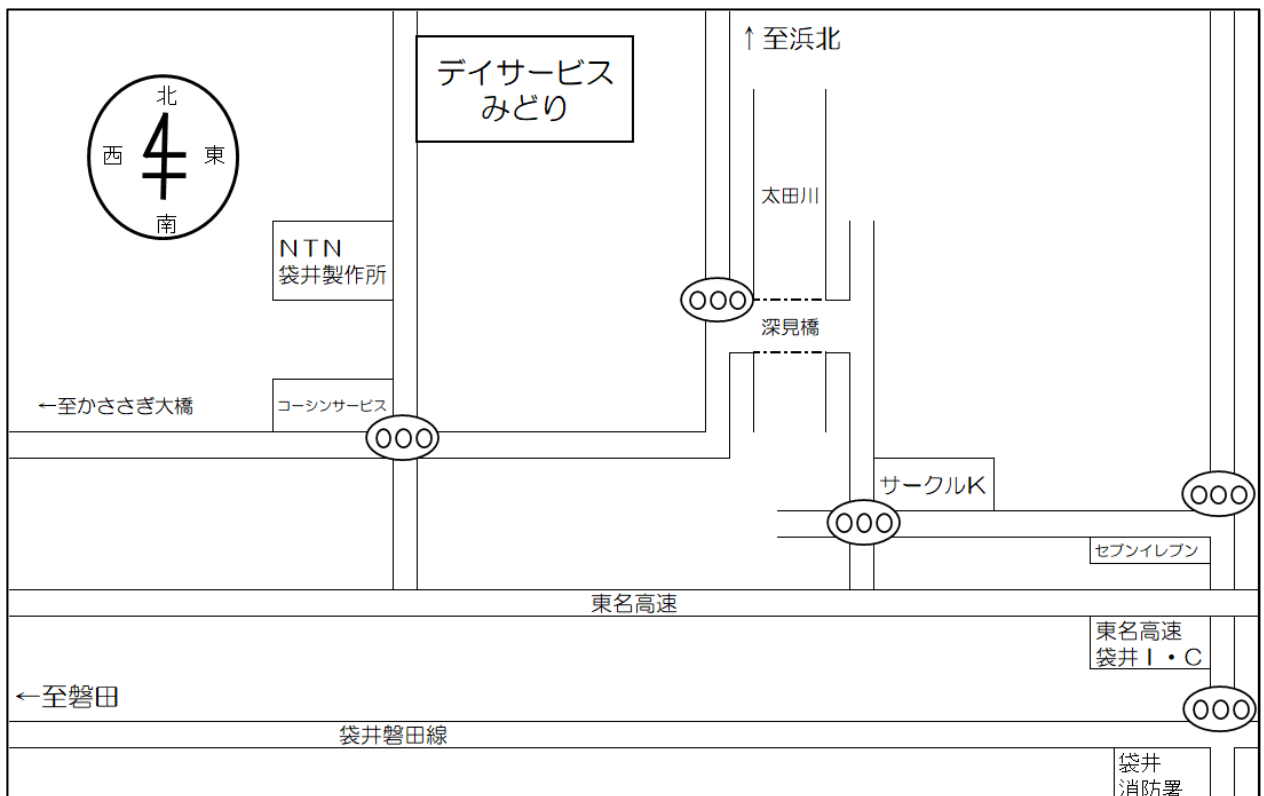 ↑至浜北
デイサービス
みどり
北
西
東
南
太田川
NTN
袋井製作所
深見橋
←至かささぎ大橋
コーシンサービス
サークルK
セブンイレブン
東名高速
東名高速
袋井I・C
←至磐田
袋井磐田線
袋井
消防署